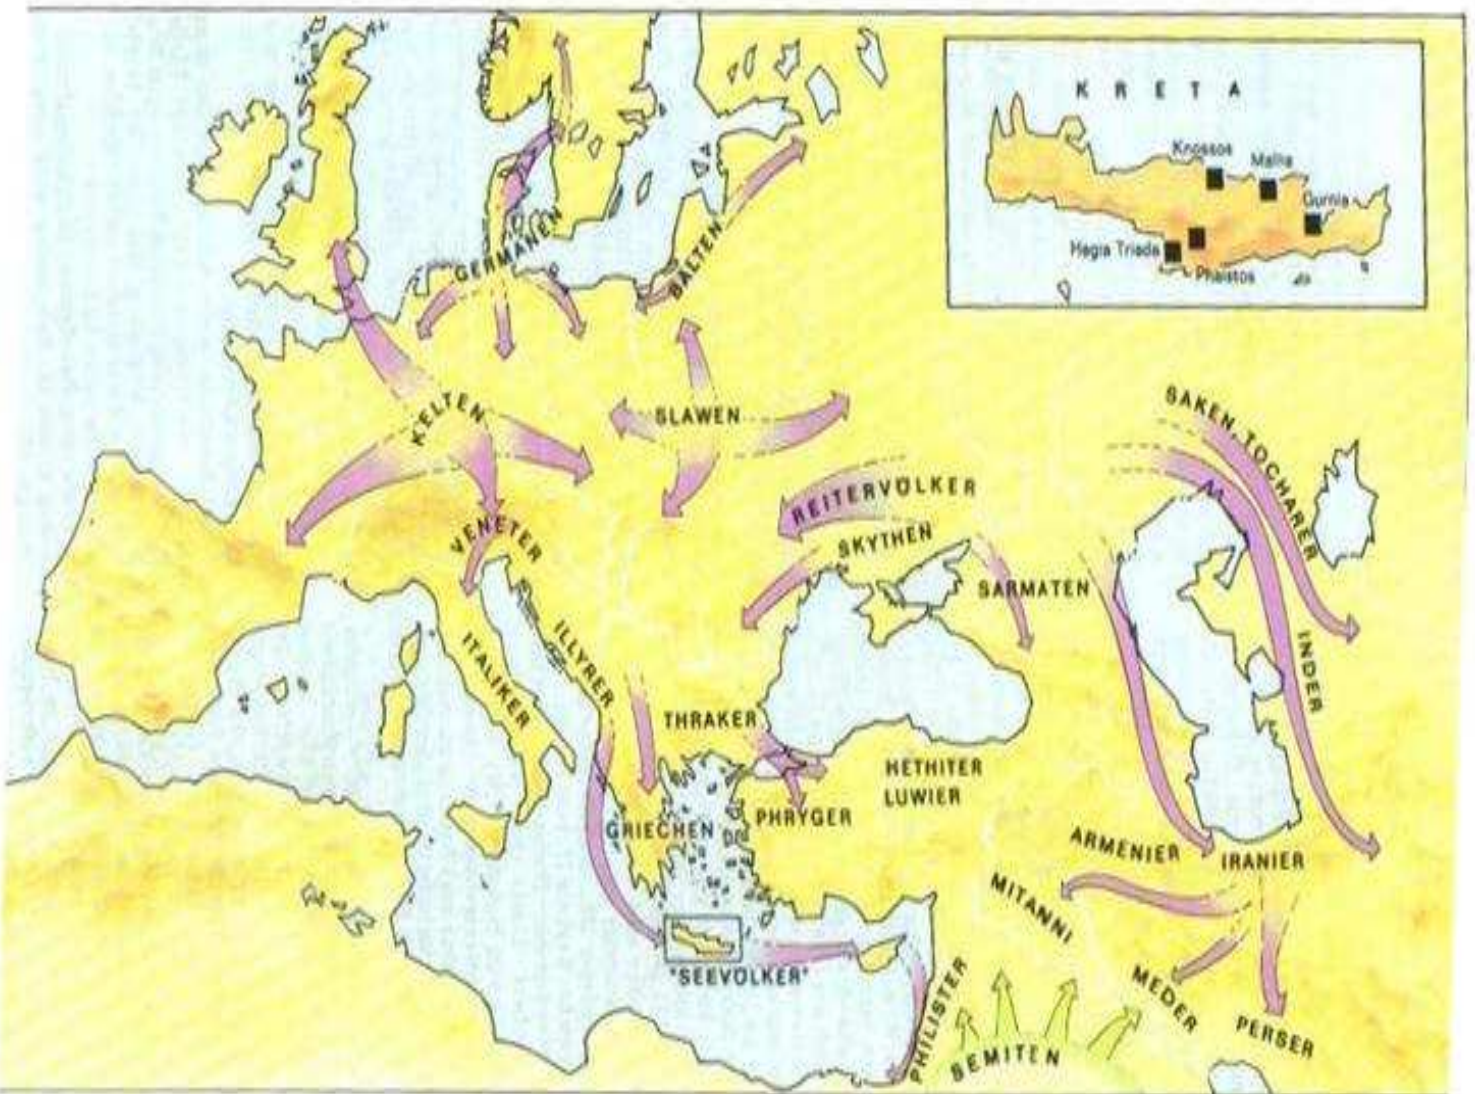 KRETA
Knossos
Mallia
Gurnia
Hagia Triada
Phaistos
GERMANEN
BALTEN
KELTEN
SLAWEN
SAKEN-TOCHARER
REITERVÖLKER
VENETER
SKYTHEN
SARMATEN
ILLYRER
ITALIKER
INDER
THRAKER
HETHITER
LUWIER
PHRYGER
GRIECHEN
ARMENIER
IRANIER
MITANNI
"SEEVÖLKER"
PHILISTER
MEDER
PERSER
SEMITEN